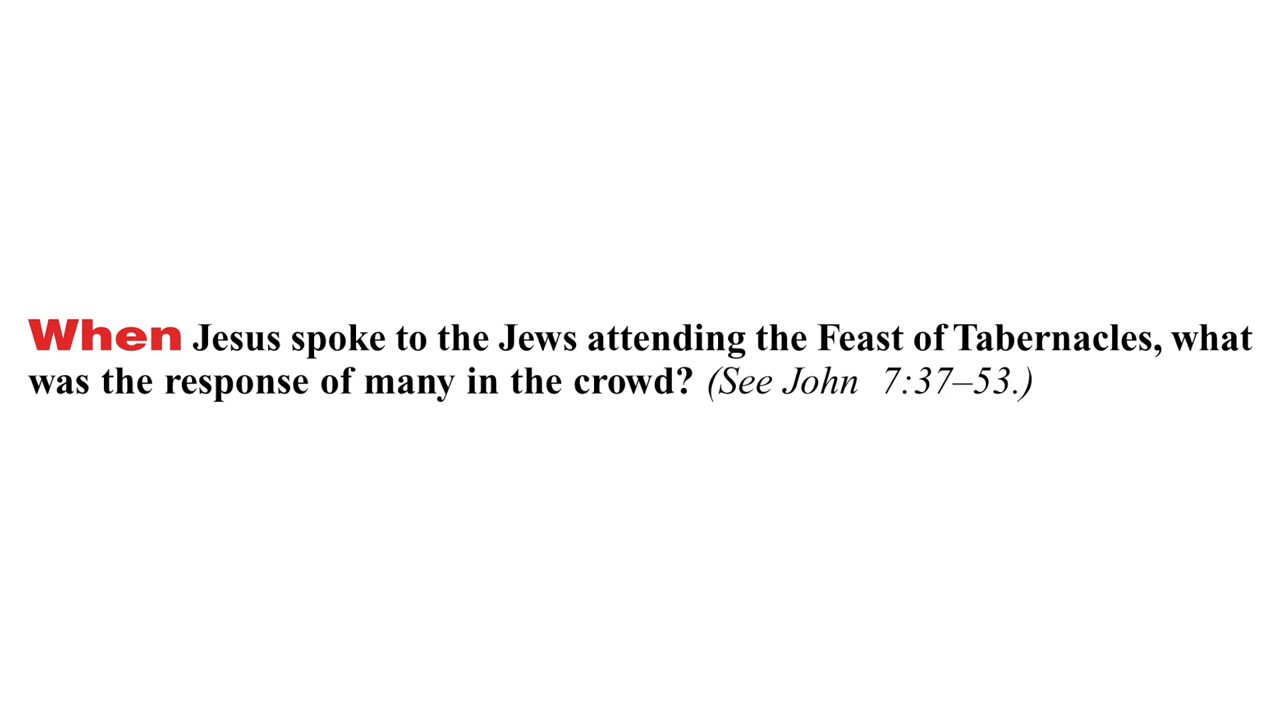 When Jesus spoke to the Jews attending the Feast of Tabernacles, what
was the response of many in the crowd? (See John 7:37–53.)